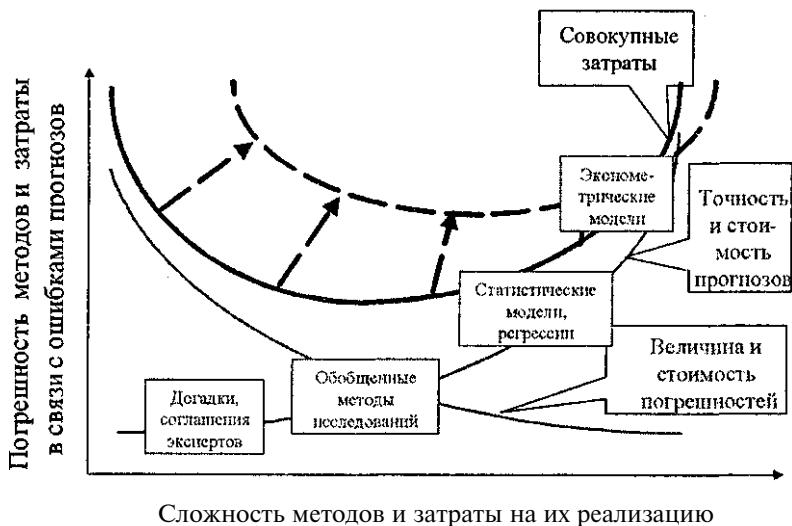 Совокупные
затраты
Погрешность методов и затраты
в связи с ошибками прогнозов
Экономе-
трические
модели
Точность
и стои-
мость
прогнозов
Статистические
модели,
регрессии
Величина и
стоимость
погрешностей
Обобщенные
методы
исследований
Догадки,
соглашения
экспертов
Сложность методов и затраты на их реализацию